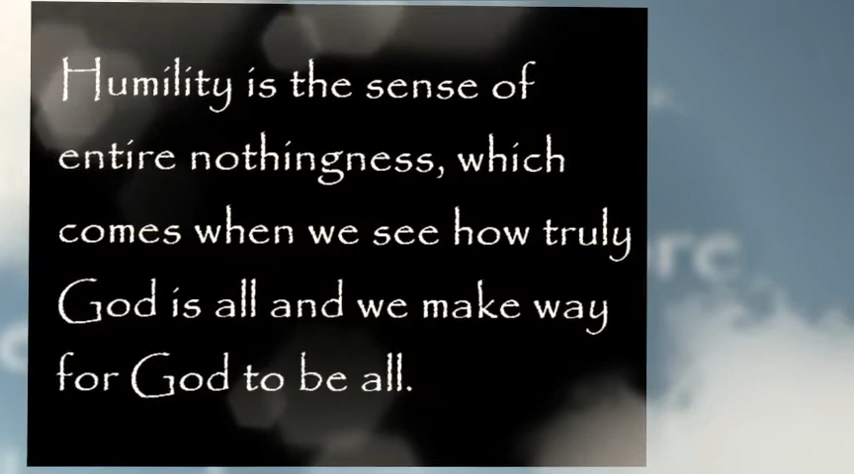 Humility is the sense of
entire nothingness, which
comes when we see how truly
God is all and we make way
for God to be all.